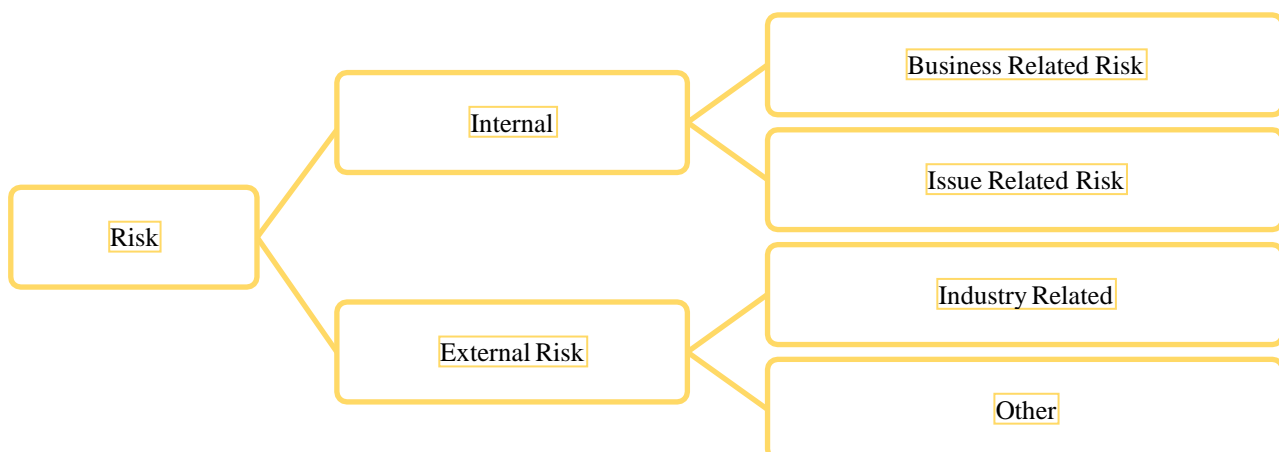 Risk
Internal
Business Related Risk
Issue Related Risk
External Risk
Industry Related
Other